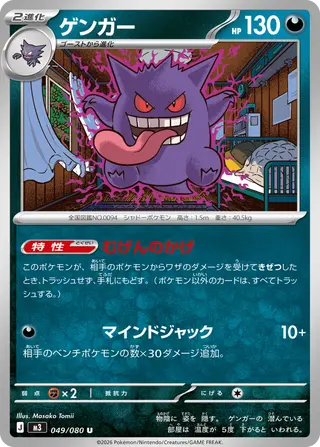 2進化
ゲンガー
HP 130
ゴーストから進化
全国図鑑NO.0094 シャドーポケモン 高さ:1.5m 重さ:40.5kg
特性 むげんのかげ
このポケモンが、相手のポケモンからワザのダメージを受けてきぜつしたとき、トラッシュせず、手札にもどす。(ポケモン以外のカードは、すべてトラッシュする。)
マインドジャック 10+
相手のベンチポケモンの数×30ダメージ追加。
弱点 ×2 抵抗力 にげる
Illus. Masako Tomii
J M3 049/080 U
物陰に 姿を 隠す。ゲンガーの 潜んでいる
部屋は 温度が 5度 下がると いわれる。
©2026 Pokémon/Nintendo/Creatures/GAME FREAK.